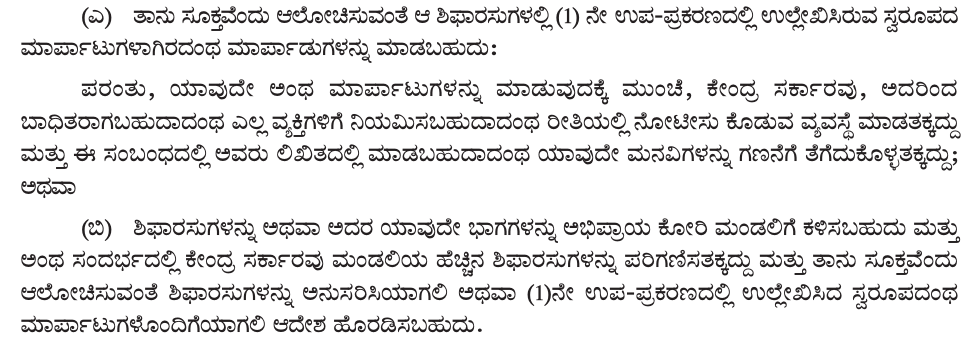 (ಎ) ತಾನು ಸೂಕ್ತವೆಂದು ಆಲೋಚಿಸುವಂತೆ ಆ ಶಿಫಾರಸುಗಳಲ್ಲಿ (1) ನೇ ಉಪ-ಪ್ರಕರಣದಲ್ಲಿ ಉಲ್ಲೇಖಿಸಿರುವ ಸ್ವರೂಪದ
ಮಾರ್ಪಾಟುಗಳಾಗಿರದಂಥ ಮಾರ್ಪಾಡುಗಳನ್ನು ಮಾಡಬಹುದು:
ಪರಂತು, ಯಾವುದೇ ಅಂಥ ಮಾರ್ಪಾಟುಗಳನ್ನು ಮಾಡುವುದಕ್ಕೆ ಮುಂಚೆ, ಕೇಂದ್ರ ಸರ್ಕಾರವು, ಅದರಿಂದ
ಬಾಧಿತರಾಗಬಹುದಾದಂಥ ಎಲ್ಲ ವ್ಯಕ್ತಿಗಳಿಗೆ ನಿಯಮಿಸಬಹುದಾದಂಥ ರೀತಿಯಲ್ಲಿ ನೋಟೀಸು ಕೊಡುವ ವ್ಯವಸ್ಥೆ ಮಾಡತಕ್ಕದ್ದು
ಮತ್ತು ಈ ಸಂಬಂಧದಲ್ಲಿ ಅವರು ಲಿಖಿತದಲ್ಲಿ ಮಾಡಬಹುದಾದಂಥ ಯಾವುದೇ ಮನವಿಗಳನ್ನು ಗಣನೆಗೆ ತೆಗೆದುಕೊಳ್ಳತಕ್ಕದ್ದು;
ಅಥವಾ
(ಬಿ) ಶಿಫಾರಸುಗಳನ್ನು ಅಥವಾ ಅದರ ಯಾವುದೇ ಭಾಗಗಳನ್ನು ಅಭಿಪ್ರಾಯ ಕೋರಿ ಮಂಡಲಿಗೆ ಕಳಿಸಬಹುದು ಮತ್ತು
ಅಂಥ ಸಂದರ್ಭದಲ್ಲಿ ಕೇಂದ್ರ ಸರ್ಕಾರವು ಮಂಡಲಿಯ ಹೆಚ್ಚಿನ ಶಿಫಾರಸುಗಳನ್ನು ಪರಿಗಣಿಸತಕ್ಕದ್ದು ಮತ್ತು ತಾನು ಸೂಕ್ತವೆಂದು
ಆಲೋಚಿಸುವಂತೆ ಶಿಫಾರಸುಗಳನ್ನು ಅನುಸರಿಸಿಯಾಗಲಿ ಅಥವಾ (1)ನೇ ಉಪ-ಪ್ರಕರಣದಲ್ಲಿ ಉಲ್ಲೇಖಿಸಿದ ಸ್ವರೂಪದಂಥ
ಮಾರ್ಪಾಟುಗಳೊಂದಿಗೆಯಾಗಲಿ ಆದೇಶ ಹೊರಡಿಸಬಹುದು.